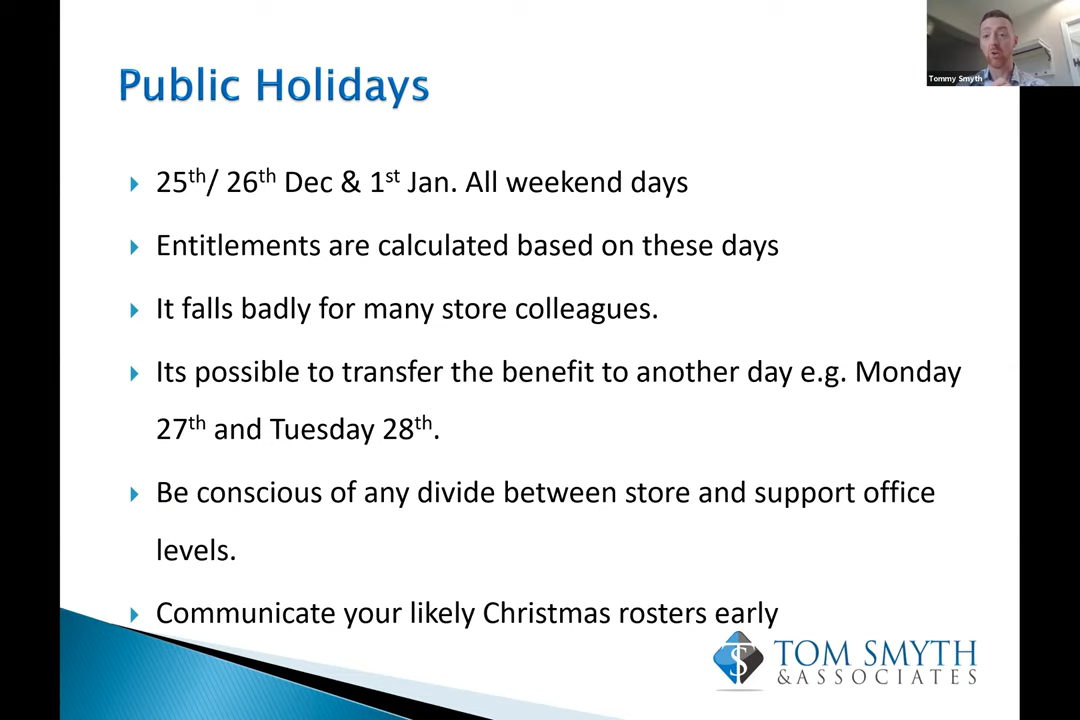 Tommy Smyth
Public Holidays
25th/ 26th Dec & 1st Jan. All weekend days
Entitlements are calculated based on these days
It falls badly for many store colleagues.
Its possible to transfer the benefit to another day e.g. Monday
27th and Tuesday 28th.
Be conscious of any divide between store and support office
levels.
Communicate your likely Christmas rosters early
TOM SMYTH
& ASSOCIATES